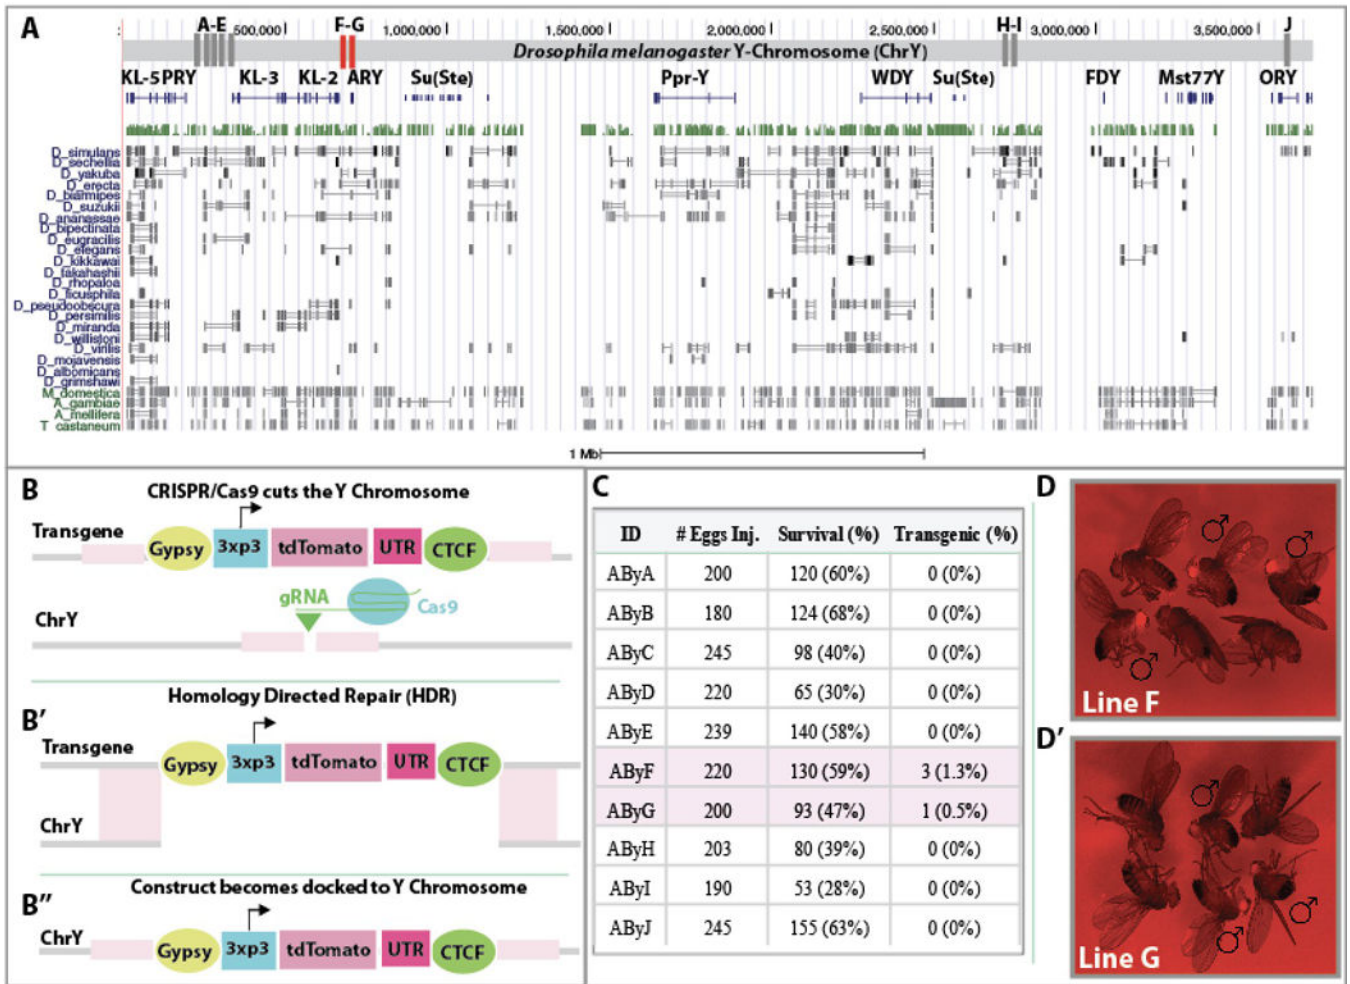 A
A-E
F-G
H-I
J
:
500,000
1,000,000
1,500,000
2,000,000
2,500,000
3,000,000
3,500,000
Drosophila melanogaster Y-Chromosome (ChrY)
KL-5 PRY KL-3 KL-2 ARY Su(Ste) Ppr-Y WDY Su(Ste) FDY Mst77Y ORY
D_simulans
D_sechellia
D_yakuba
D_erecta
D_biarmipes
D_suzukii
D_ananassae
D_bipectinata
D_eugracilis
D_elegans
D_kikkawai
D_takahashii
D_rhopaloa
D_ficusphila
D_pseudoobscura
D_persimilis
D_miranda
D_willistoni
D_virilis
D_mojavensis
D_albomicans
D_grimshawi
M_domestica
A_gambiae
A_mellifera
T_castaneum
1 Mb
B
CRISPR/Cas9 cuts the Y Chromosome
Transgene
Gypsy 3xp3 tdTomato UTR CTCF
gRNA
Cas9
ChrY
Homology Directed Repair (HDR)
B'
Transgene
Gypsy 3xp3 tdTomato UTR CTCF
ChrY
Construct becomes docked to Y Chromosome
B"
ChrY
Gypsy 3xp3 tdTomato UTR CTCF
C
ID # Eggs Inj. Survival (%) Transgenic (%)
AByA 200 120 (60%) 0 (0%)
AByB 180 124 (68%) 0 (0%)
AByC 245 98 (40%) 0 (0%)
AByD 220 65 (30%) 0 (0%)
AByE 239 140 (58%) 0 (0%)
AByF 220 130 (59%) 3 (1.3%)
AByG 200 93 (47%) 1 (0.5%)
AByH 203 80 (39%) 0 (0%)
AByI 190 53 (28%) 0 (0%)
AByJ 245 155 (63%) 0 (0%)
D
♂
♂
♂
Line F
D'
♂
♂
♂
Line G